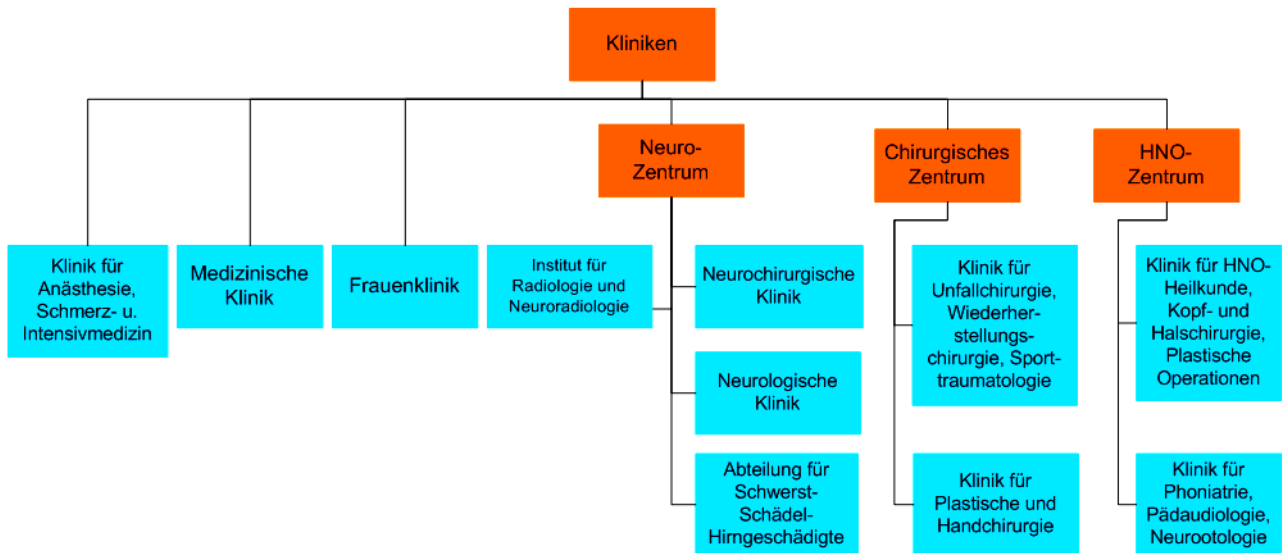 Kliniken
Neuro-
Zentrum
Chirurgisches
Zentrum
HNO-
Zentrum
Klinik für
Anästhesie,
Schmerz- u.
Intensivmedizin
Medizinische
Klinik
Frauenklinik
Institut für
Radiologie und
Neuroradiologie
Neurochirurgische
Klinik
Neurologische
Klinik
Abteilung für
Schwerst-
Schädel-
Hirngeschädigte
Klinik für
Unfallchirurgie,
Wiederher-
stellungs-
chirurgie, Sport-
traumatologie
Klinik für
Plastische und
Handchirurgie
Klinik für HNO-
Heilkunde,
Kopf- und
Halschirurgie,
Plastische
Operationen
Klinik für
Phoniatrie,
Pädaudiologie,
Neurootologie